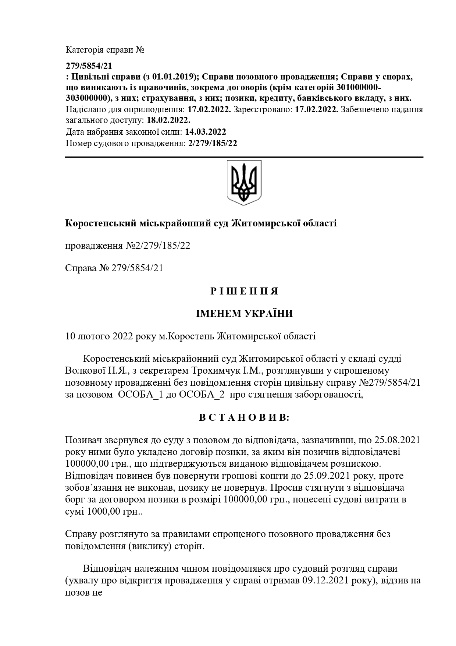 Категорія справи №
279/5854/21
: Цивільні справи (з 01.01.2019); Справи позовного провадження; Справи у спорах,
що виникають із правочинів, зокрема договорів (крім категорій 301000000-
303000000), з них; страхування, з них; позики, кредиту, банківського вкладу, з них.
Надіслано для оприлюднення: 17.02.2022. Зареєстровано: 17.02.2022. Забезпечено надання
загального доступу: 18.02.2022.
Дата набрання законної сили: 14.03.2022
Номер судового провадження: 2/279/185/22
Коростенський міськрайонний суд Житомирської області
провадження №2/279/185/22
Справа № 279/5854/21
Р І Ш Е Н Н Я
ІМЕНЕМ УКРАЇНИ
10 лютого 2022 року м.Коростень Житомирської області
Коростенський міськрайонний суд Житомирської області у складі судді
Волкової Н.Я., з секретарем Трохимчук І.М., розглянувши у спрощеному
позовному провадженні без повідомлення сторін цивільну справу №279/5854/21
за позовом ОСОБА_1 до ОСОБА_2 про стягнення заборгованості,
В С Т А Н О В И В:
Позивач звернувся до суду з позовом до відповідача, зазначивши, що 25.08.2021
року ними було укладено договір позики, за яким він позичив відповідачеві
100000,00 грн., що підтверджуються виданою відповідачем розпискою.
Відповідач повинен був повернути грошові кошти до 25.09.2021 року, проте
зобов'язання не виконав, позику не повернув. Просив стягнути з відповідача
борг за договором позики в розмірі 100000,00 грн., понесені судові витрати в
сумі 1000,00 грн..
Справу розглянуто за правилами спрощеного позовного провадження без
повідомлення (виклику) сторін.
Відповідач належним чином повідомлявся про судовий розгляд справи
(ухвалу про відкриття провадження у справі отримав 09.12.2021 року), відзив на
позов не